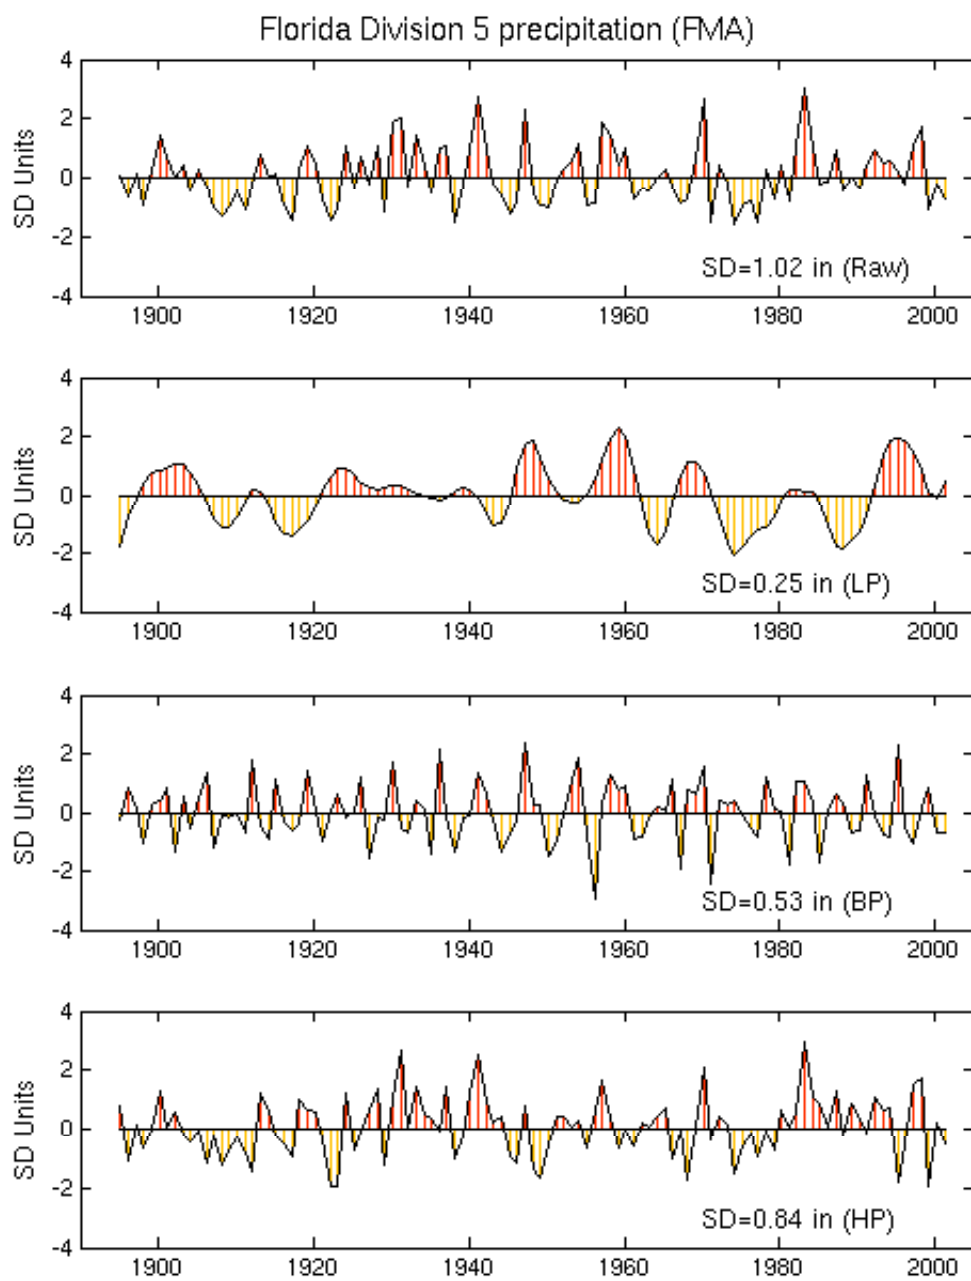 Florida Division 5 precipitation (FMA)
4
2
0
-2
-4
SD Units
SD=1.02 in (Raw)
1900 1920 1940 1960 1980 2000
4
2
0
-2
-4
SD Units
SD=0.25 in (LP)
1900 1920 1940 1960 1980 2000
4
2
0
-2
-4
SD Units
SD=0.53 in (BP)
1900 1920 1940 1960 1980 2000
4
2
0
-2
-4
SD Units
SD=0.84 in (HP)
1900 1920 1940 1960 1980 2000